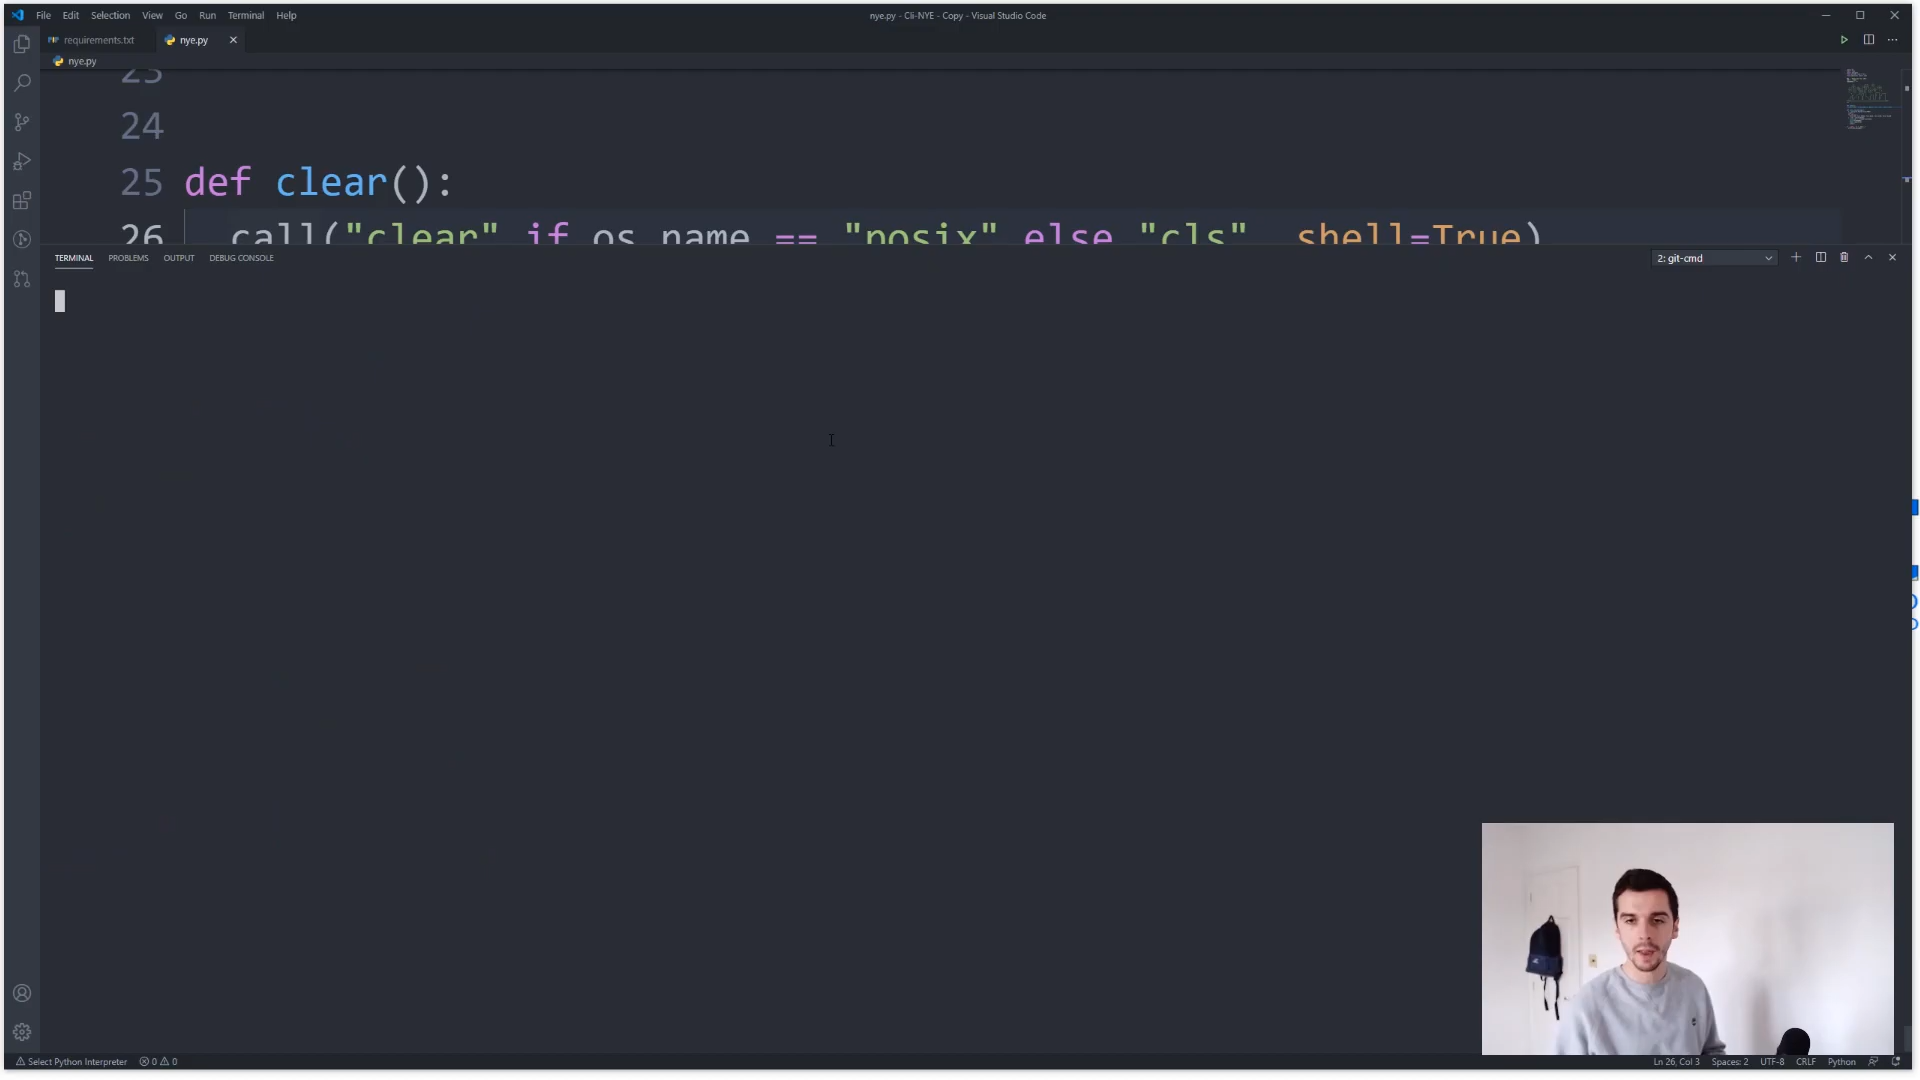 File Edit Selection View Go Run Terminal Help
nye.py - Cli-NYE - Copy - Visual Studio Code
requirements.txt
nye.py
nye.py
23
24
25 def clear():
26 call("clear" if os.name == "posix" else "cls", shell=True)
TERMINAL PROBLEMS OUTPUT DEBUG CONSOLE
2: git-cmd
Select Python Interpreter 0 0
Ln 26, Col 3 Spaces: 2 UTF-8 CRLF Python